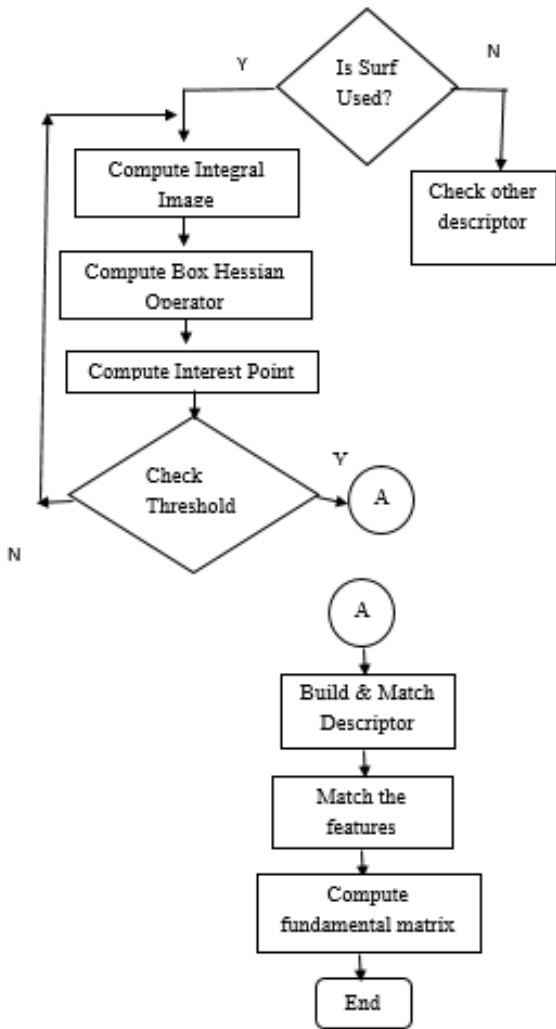 Y
Is Surf
Used?
N
Compute Integral
Image
Check other
descriptor
Compute Box Hessian
Operator
Compute Interest Point
Check
Threshold
Y
A
N
A
Build & Match
Descriptor
Match the
features
Compute
fundamental matrix
End